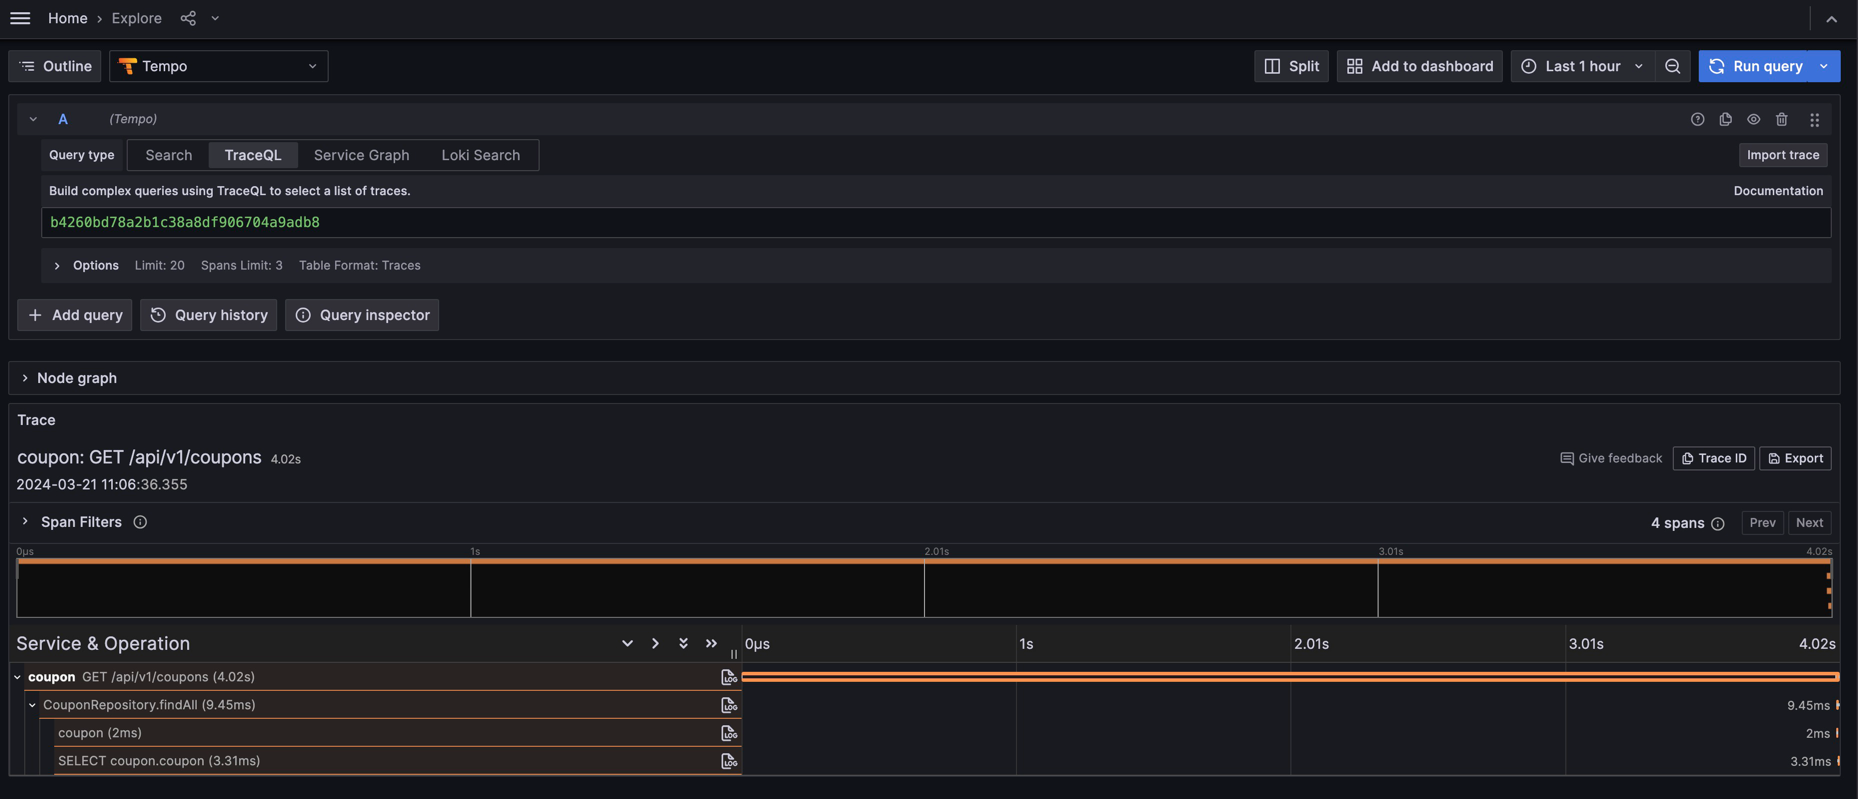 Home › Explore
Outline Tempo Split Add to dashboard Last 1 hour Run query
A (Tempo)
Query type Search TraceQL Service Graph Loki Search Import trace
Build complex queries using TraceQL to select a list of traces. Documentation
b4260bd78a2b1c38a8df906704a9adb8
Options Limit: 20 Spans Limit: 3 Table Format: Traces
+ Add query Query history Query inspector
Node graph
Trace
coupon: GET /api/v1/coupons 4.02s Give feedback Trace ID Export
2024-03-21 11:06:36.355
Span Filters 4 spans Prev Next
0μs 1s 2.01s 3.01s 4.02s
Service & Operation 0μs 1s 2.01s 3.01s 4.02s
coupon GET /api/v1/coupons (4.02s) LOG
CouponRepository.findAll (9.45ms) LOG 9.45ms
coupon (2ms) LOG 2ms
SELECT coupon.coupon (3.31ms) LOG 3.31ms